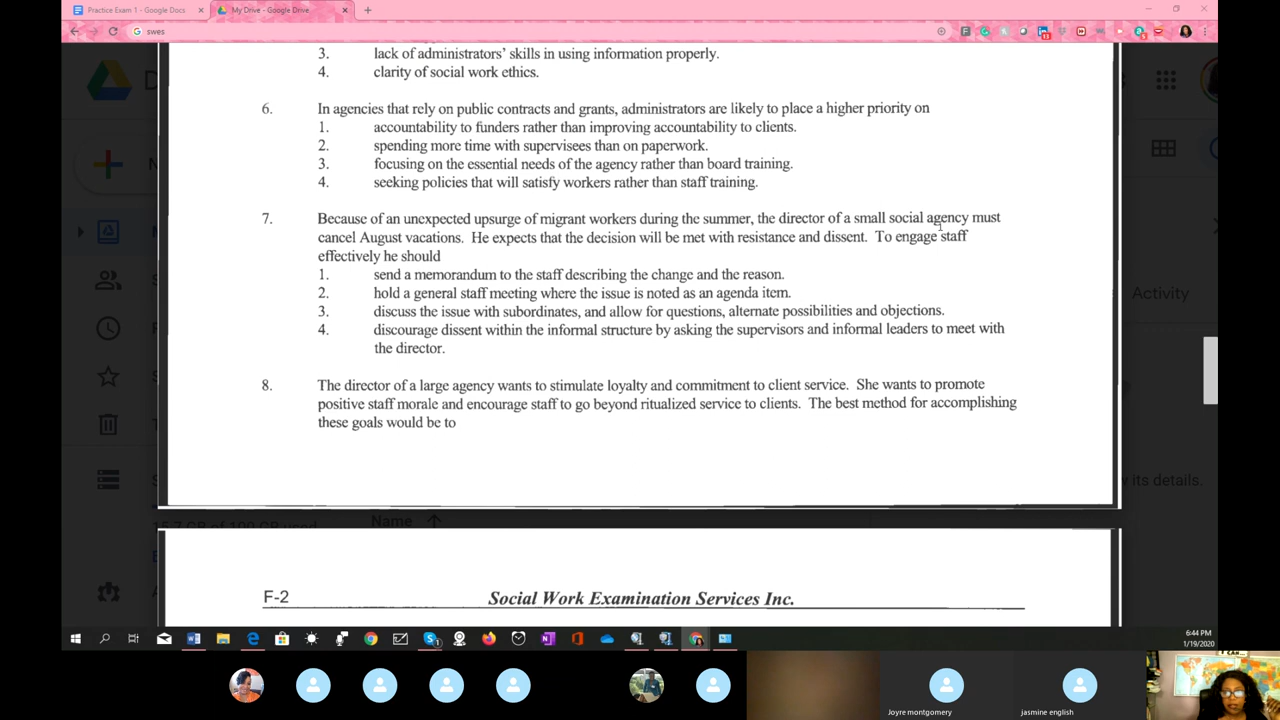 Practice Exam 1 - Google Docs
My Drive - Google Drive
swes
3. lack of administrators' skills in using information properly.
4. clarity of social work ethics.
6. In agencies that rely on public contracts and grants, administrators are likely to place a higher priority on
1. accountability to funders rather than improving accountability to clients.
2. spending more time with supervisees than on paperwork.
3. focusing on the essential needs of the agency rather than board training.
4. seeking policies that will satisfy workers rather than staff training.
7. Because of an unexpected upsurge of migrant workers during the summer, the director of a small social agency must
cancel August vacations. He expects that the decision will be met with resistance and dissent. To engage staff
effectively he should
1. send a memorandum to the staff describing the change and the reason.
2. hold a general staff meeting where the issue is noted as an agenda item.
3. discuss the issue with subordinates, and allow for questions, alternate possibilities and objections.
4. discourage dissent within the informal structure by asking the supervisors and informal leaders to meet with
the director.
Activity
8. The director of a large agency wants to stimulate loyalty and commitment to client service. She wants to promote
positive staff morale and encourage staff to go beyond ritualized service to clients. The best method for accomplishing
these goals would be to
its details.
Name
F-2 Social Work Examination Services Inc.
6:44 PM
1/19/2020
Joyre montgomery
jasmine english